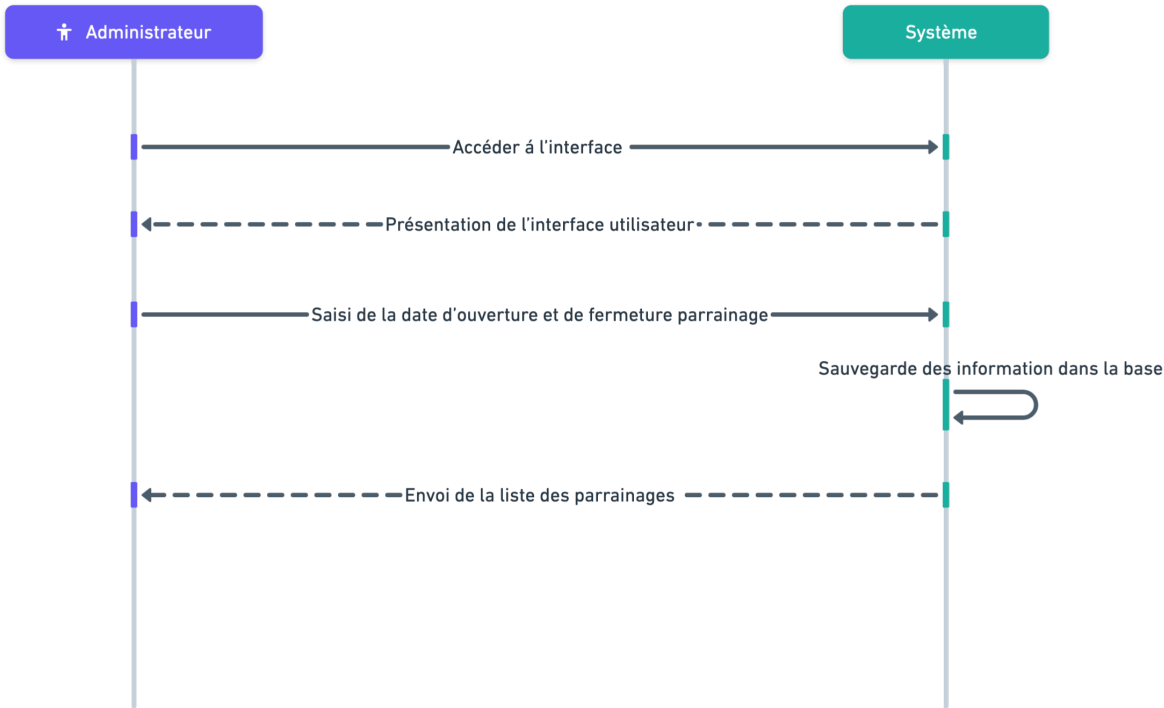 Administrateur
Système
Accéder á l'interface
Présentation de l'interface utilisateur
Saisi de la date d'ouverture et de fermeture parrainage
Sauvegarde des information dans la base
Envoi de la liste des parrainages